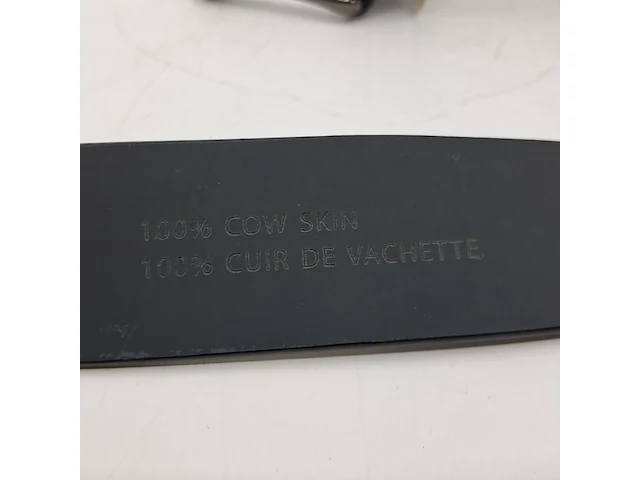 100% COW SKIN
100% CUIR DE VACHETTE